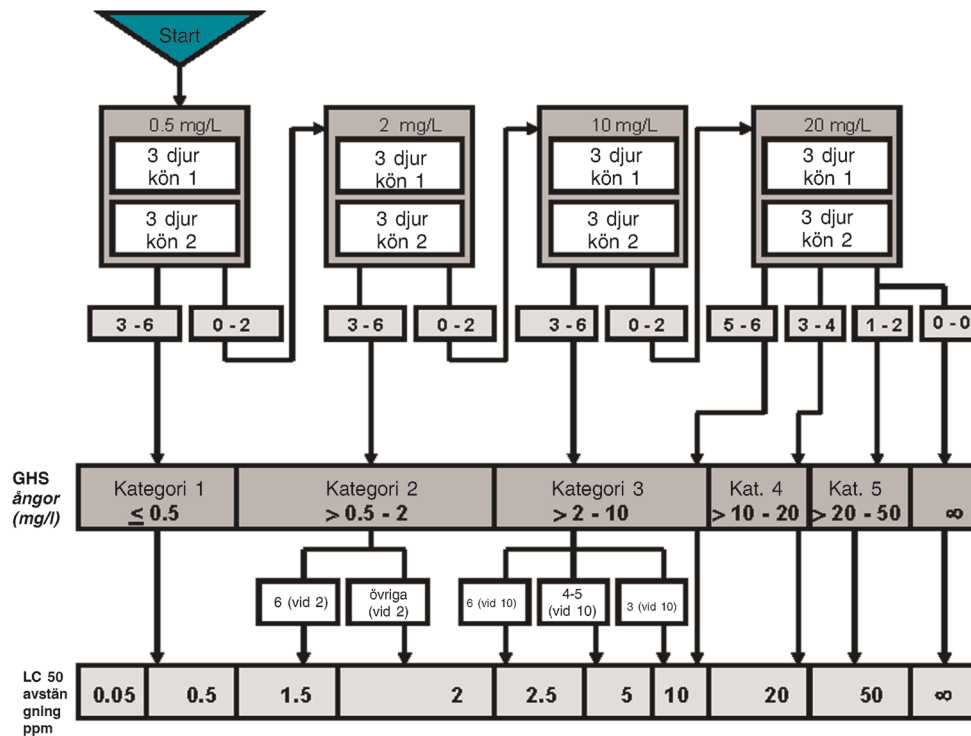 Start
0.5 mg/L
2 mg/L
10 mg/L
20 mg/L
3 djur
kön 1
3 djur
kön 1
3 djur
kön 1
3 djur
kön 1
3 djur
kön 2
3 djur
kön 2
3 djur
kön 2
3 djur
kön 2
3 - 6
0 - 2
3 - 6
0 - 2
3 - 6
0 - 2
5 - 6
3 - 4
1 - 2
0 - 0
GHS
ångor
(mg/l)
Kategori 1
≤ 0.5
Kategori 2
> 0.5 - 2
Kategori 3
> 2 - 10
Kat. 4
> 10 - 20
Kat. 5
> 20 - 50
∞
6 (vid 2)
övriga
(vid 2)
6 (vid 10)
4-5
(vid 10)
3 (vid 10)
LC 50
avstän
gning
ppm
0.05
0.5
1.5
2
2.5
5
10
20
50
∞